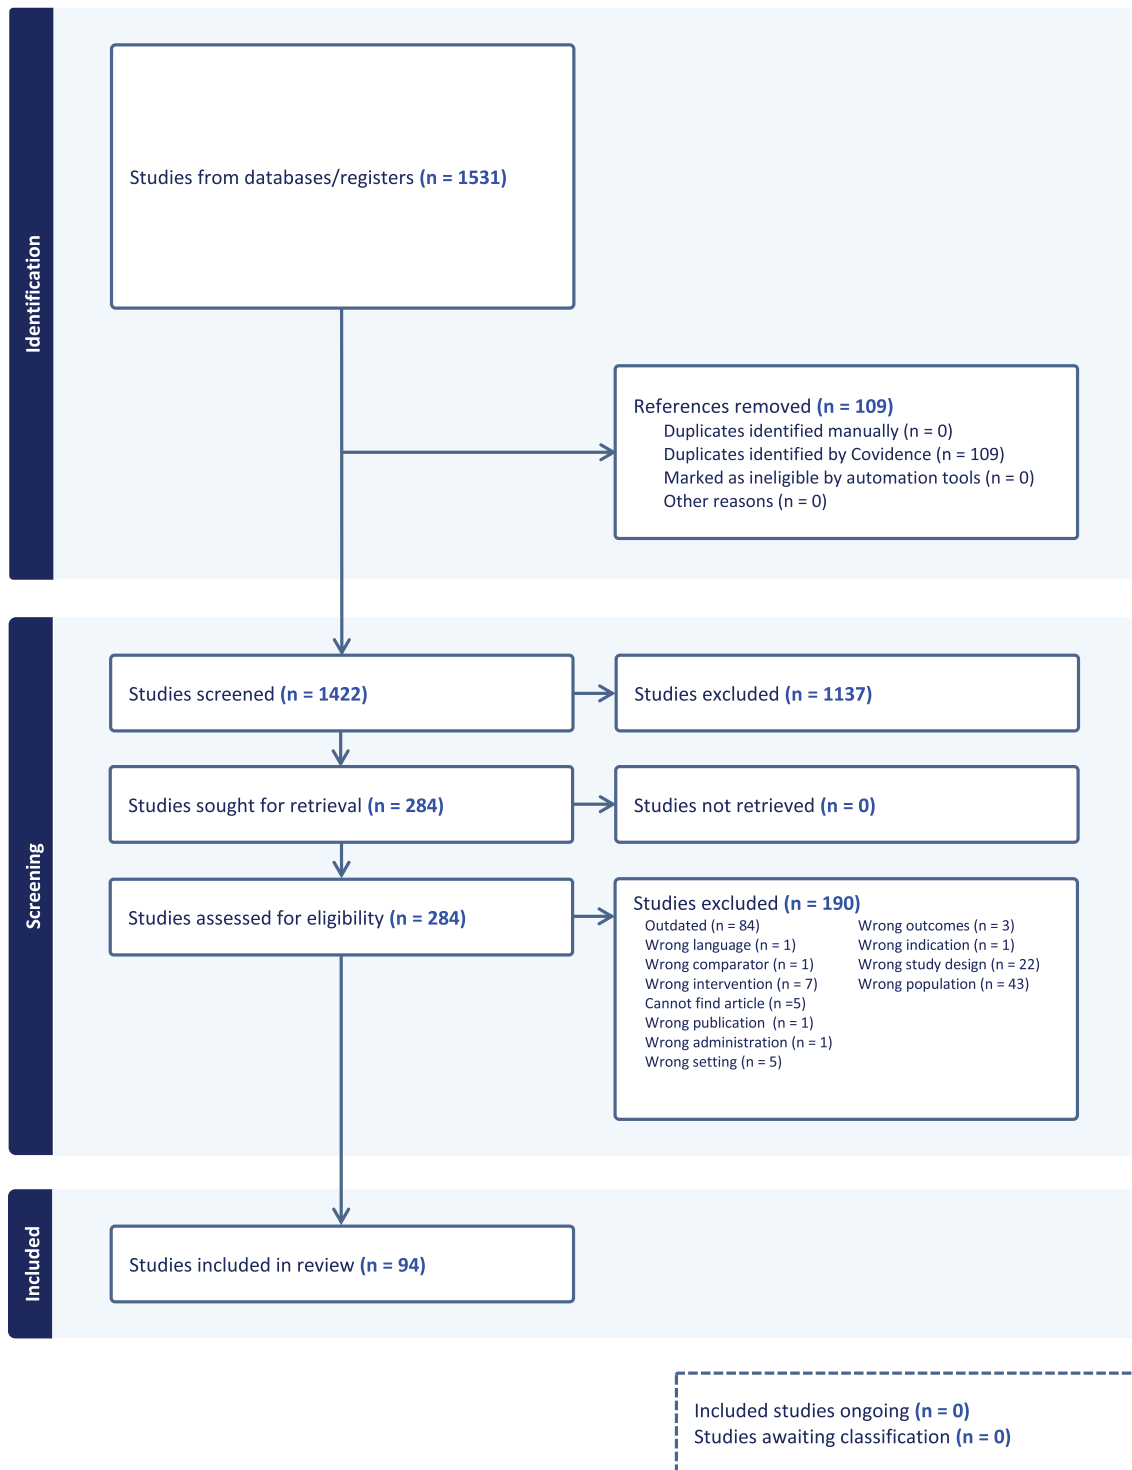 Identification
Studies from databases/registers (n = 1531)
References removed (n = 109)
Duplicates identified manually (n = 0)
Duplicates identified by Covidence (n = 109)
Marked as ineligible by automation tools (n = 0)
Other reasons (n = 0)
Screening
Studies screened (n = 1422)
Studies excluded (n = 1137)
Studies sought for retrieval (n = 284)
Studies not retrieved (n = 0)
Studies assessed for eligibility (n = 284)
Studies excluded (n = 190)
Outdated (n = 84)
Wrong language (n = 1)
Wrong comparator (n = 1)
Wrong intervention (n = 7)
Cannot find article (n =5)
Wrong publication  (n = 1)
Wrong administration (n = 1)
Wrong setting (n = 5)
Wrong outcomes (n = 3)
Wrong indication (n = 1)
Wrong study design (n = 22)
Wrong population (n = 43)
Included
Studies included in review (n = 94)
Included studies ongoing (n = 0)
Studies awaiting classification (n = 0)